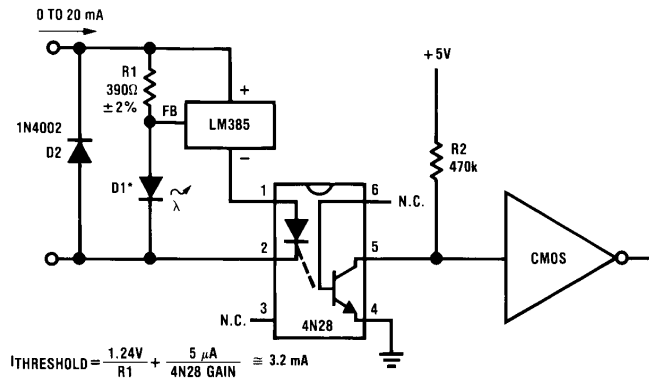 0 TO 20 mA
+5V
R1
390Ω
±2%
FB
+
LM385
−
1N4002
D2
D1*
λ
R2
470k
1
6
N.C.
2
5
CMOS
3
N.C.
4
4N28
ITHRESHOLD = 1.24V / R1 + 5 μA / 4N28 GAIN ≅ 3.2 mA